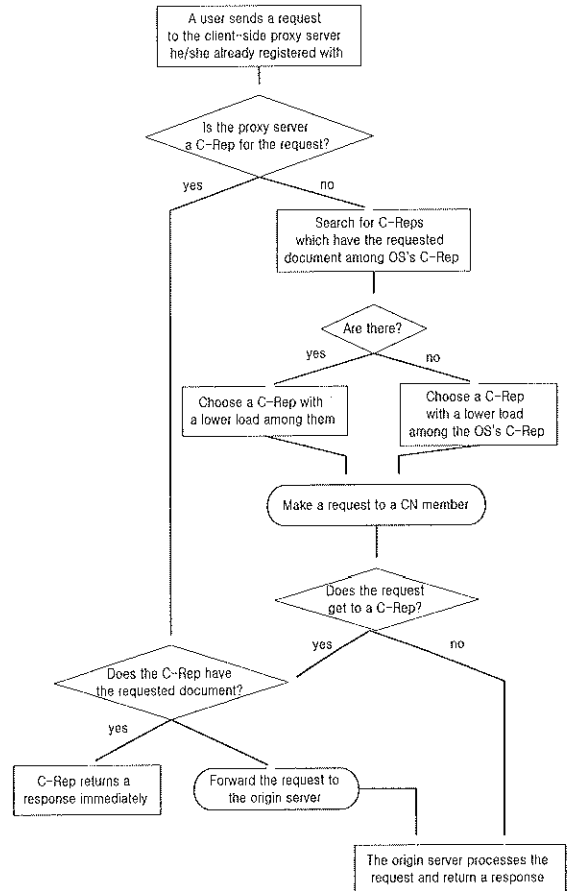 A user sends a request
to the client-side proxy server
he/she already registered with
Is the proxy server
a C-Rep for the request?
yes
no
Search for C-Reps
which have the requested
document among OS's C-Rep
Are there?
yes
no
Choose a C-Rep with
a lower load among them
Choose a C-Rep
with a lower load
among the OS's C-Rep
Make a request to a CN member
Does the request
get to a C-Rep?
yes
no
Does the C-Rep have
the requested document?
yes
C-Rep returns a
response immediately
Forward the request to
the origin server
The origin server processes the
request and return a response